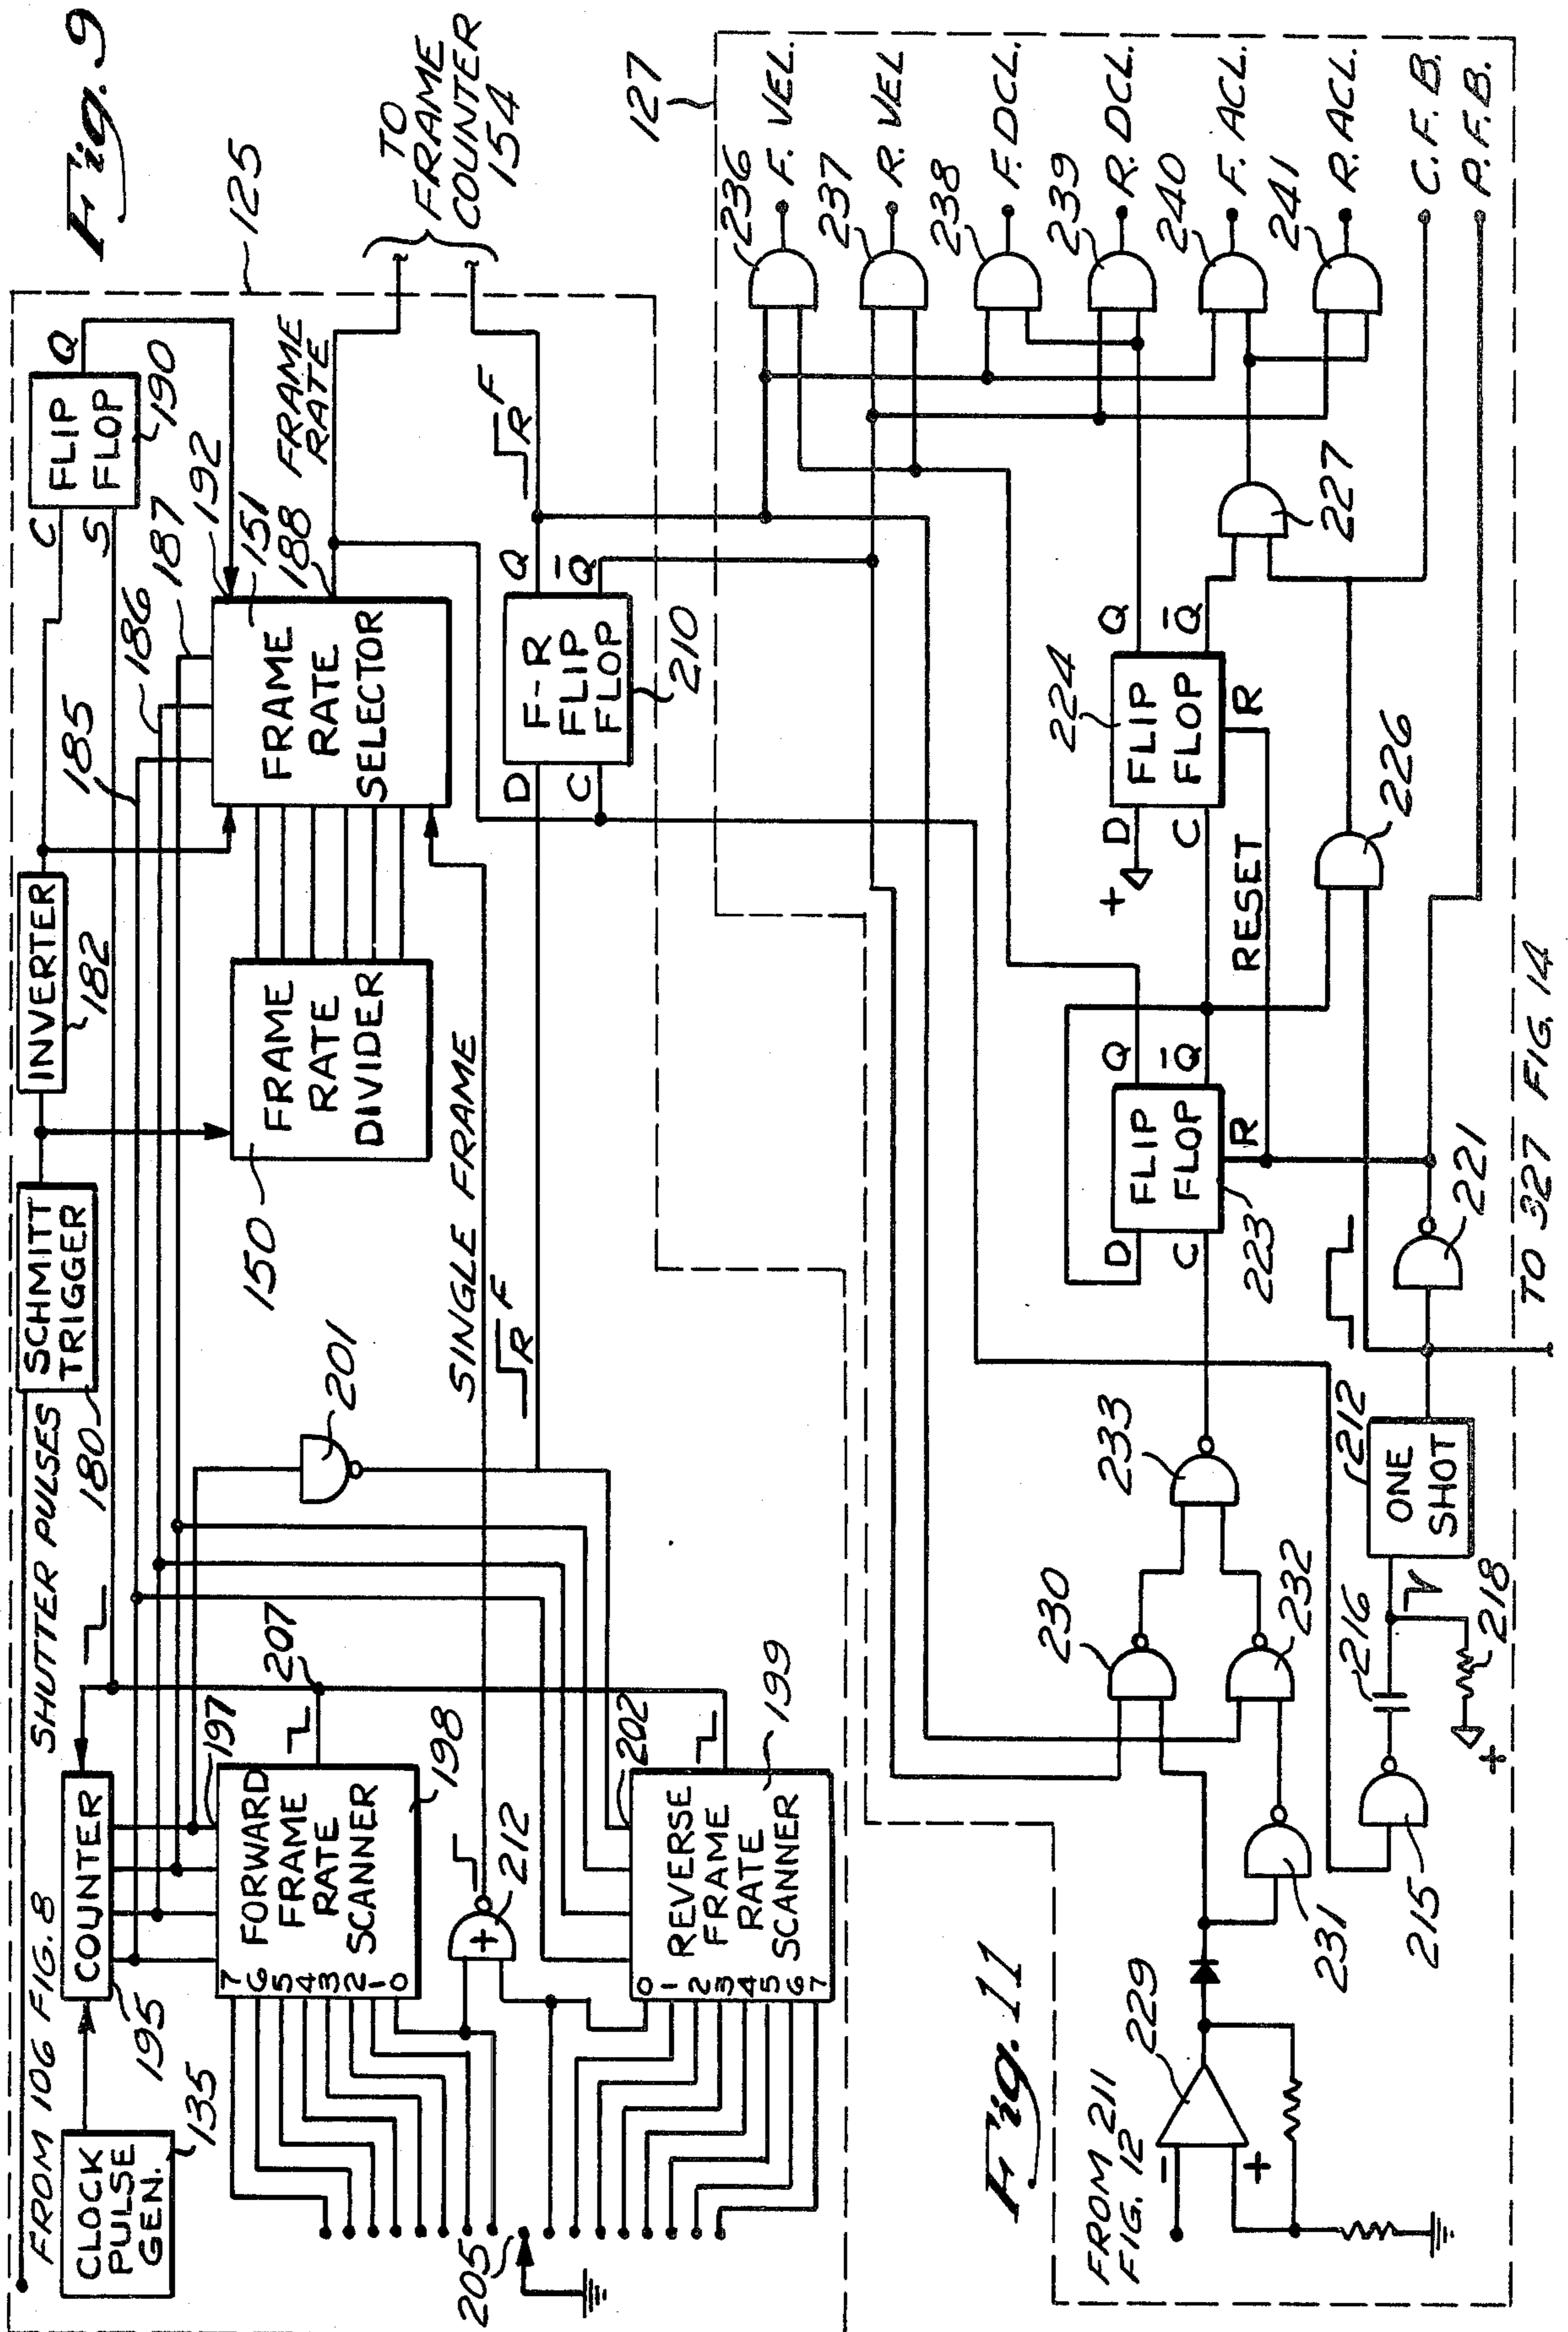 Fig. 9
FROM 106 FIG. 8
SHUTTER PULSES
SCHMITT
TRIGGER
180
INVERTER
182
185
186
187
192
151
188
FRAME
RATE
C
S
FLIP
FLOP
Q
190
125
CLOCK
PULSE
GEN.
135
COUNTER
195
197
FORWARD
FRAME
RATE
SCANNER
7
6
5
4
3
2
1
0
198
207
201
150
FRAME
RATE
DIVIDER
FRAME
RATE
SELECTOR
TO
FRAME
COUNTER
154
SINGLE FRAME
+
212
202
REVERSE
FRAME
RATE
SCANNER
0
1
2
3
4
5
6
7
199
205
R
F
D
C
F-R
FLIP
FLOP
Q
Q̅
210
R
F
127
Fig. 11
FROM 211
FIG. 12
-
+
229
231
230
232
233
215
216
218
+
212
ONE
SHOT
221
TO 327 FIG. 14
D
C
FLIP
FLOP
Q
Q̅
R
223
RESET
+
D
C
FLIP
FLOP
Q
Q̅
R
224
226
227
236
F. VEL.
237
R. VEL
238
F. DCL.
239
R. DCL.
240
F. ACL.
241
R. ACL.
C.F.B.
P.F.B.